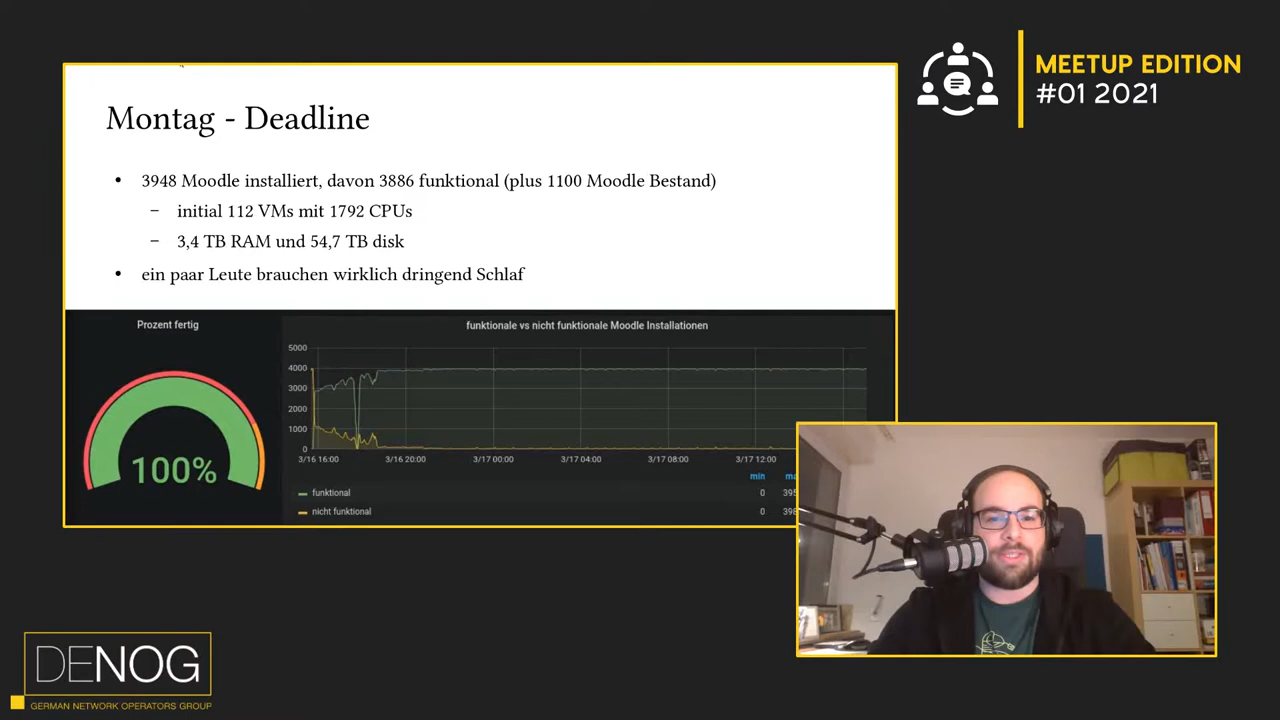 MEETUP EDITION
#01 2021
Montag - Deadline
• 3948 Moodle installiert, davon 3886 funktional (plus 1100 Moodle Bestand)
– initial 112 VMs mit 1792 CPUs
– 3,4 TB RAM und 54,7 TB disk
• ein paar Leute brauchen wirklich dringend Schlaf
Prozent fertig
100%
funktionale vs nicht funktionale Moodle Installationen
5000
4000
3000
2000
1000
0
3/16 16:00 3/16 20:00 3/17 00:00 3/17 04:00 3/17 08:00 3/17 12:00
min
funktional 0
nicht funktional 0
DENOG
GERMAN NETWORK OPERATORS GROUP